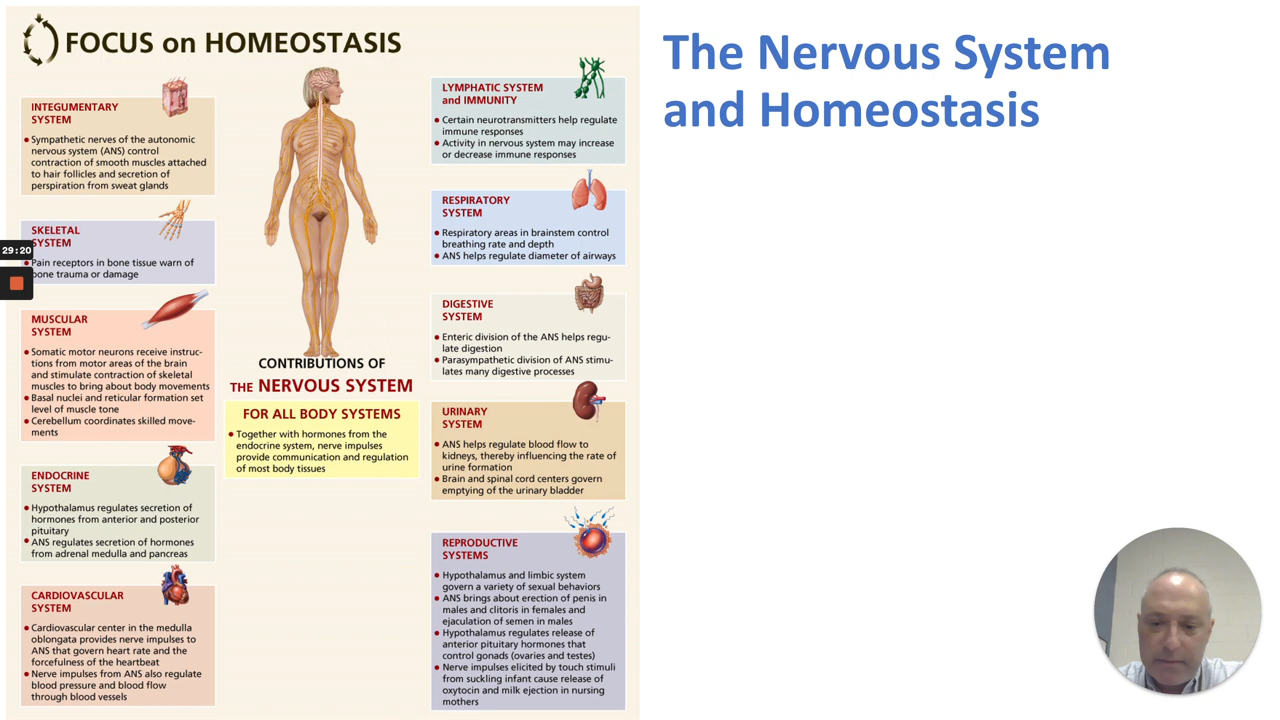 FOCUS on HOMEOSTASIS
INTEGUMENTARY
SYSTEM
• Sympathetic nerves of the autonomic
nervous system (ANS) control
contraction of smooth muscles attached
to hair follicles and secretion of
perspiration from sweat glands
SKELETAL
SYSTEM
• Pain receptors in bone tissue warn of
bone trauma or damage
29:20
MUSCULAR
SYSTEM
• Somatic motor neurons receive instruc-
tions from motor areas of the brain
and stimulate contraction of skeletal
muscles to bring about body movements
• Basal nuclei and reticular formation set
level of muscle tone
• Cerebellum coordinates skilled move-
ments
ENDOCRINE
SYSTEM
• Hypothalamus regulates secretion of
hormones from anterior and posterior
pituitary
• ANS regulates secretion of hormones
from adrenal medulla and pancreas
CARDIOVASCULAR
SYSTEM
• Cardiovascular center in the medulla
oblongata provides nerve impulses to
ANS that govern heart rate and the
forcefulness of the heartbeat
• Nerve impulses from ANS also regulate
blood pressure and blood flow
through blood vessels
CONTRIBUTIONS OF
THE NERVOUS SYSTEM
FOR ALL BODY SYSTEMS
• Together with hormones from the
endocrine system, nerve impulses
provide communication and regulation
of most body tissues
LYMPHATIC SYSTEM
and IMMUNITY
• Certain neurotransmitters help regulate
immune responses
• Activity in nervous system may increase
or decrease immune responses
RESPIRATORY
SYSTEM
• Respiratory areas in brainstem control
breathing rate and depth
• ANS helps regulate diameter of airways
DIGESTIVE
SYSTEM
• Enteric division of the ANS helps regu-
late digestion
• Parasympathetic division of ANS stimu-
lates many digestive processes
URINARY
SYSTEM
• ANS helps regulate blood flow to
kidneys, thereby influencing the rate of
urine formation
• Brain and spinal cord centers govern
emptying of the urinary bladder
REPRODUCTIVE
SYSTEMS
• Hypothalamus and limbic system
govern a variety of sexual behaviors
• ANS brings about erection of penis in
males and clitoris in females and
ejaculation of semen in males
• Hypothalamus regulates release of
anterior pituitary hormones that
control gonads (ovaries and testes)
• Nerve impulses elicited by touch stimuli
from suckling infant cause release of
oxytocin and milk ejection in nursing
mothers
The Nervous System
and Homeostasis